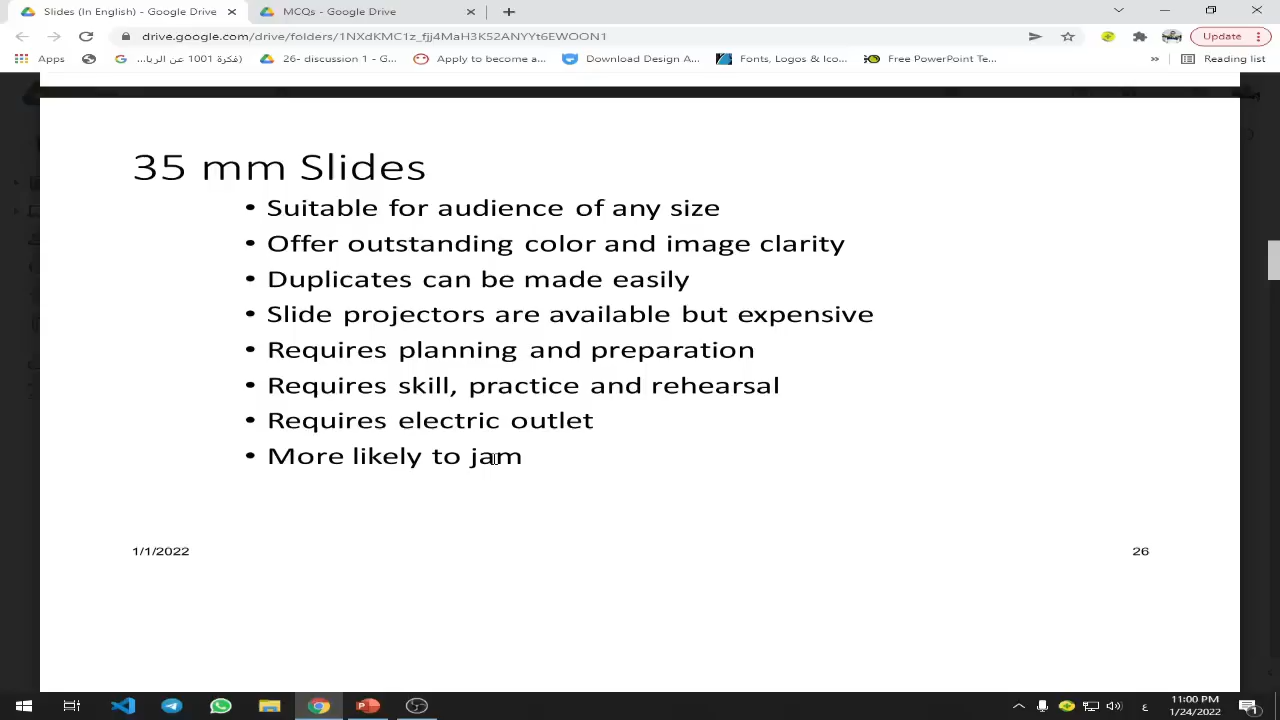 MCQs - Google Drive
MCQs - Google Drive
drive.google.com/drive/folders/1NXdKMC1z_fjj4MaH3K52ANYYt6EWOON1
Update
Apps
فكرة 1001 عن الريا...)
26- discussion 1 - G...
Apply to become a...
Download Design A...
Fonts, Logos & Ico...
Free PowerPoint Te...
Reading list
35 mm Slides
• Suitable for audience of any size
• Offer outstanding color and image clarity
• Duplicates can be made easily
• Slide projectors are available but expensive
• Requires planning and preparation
• Requires skill, practice and rehearsal
• Requires electric outlet
• More likely to jam
1/1/2022
26
ع
11:00 PM
1/24/2022